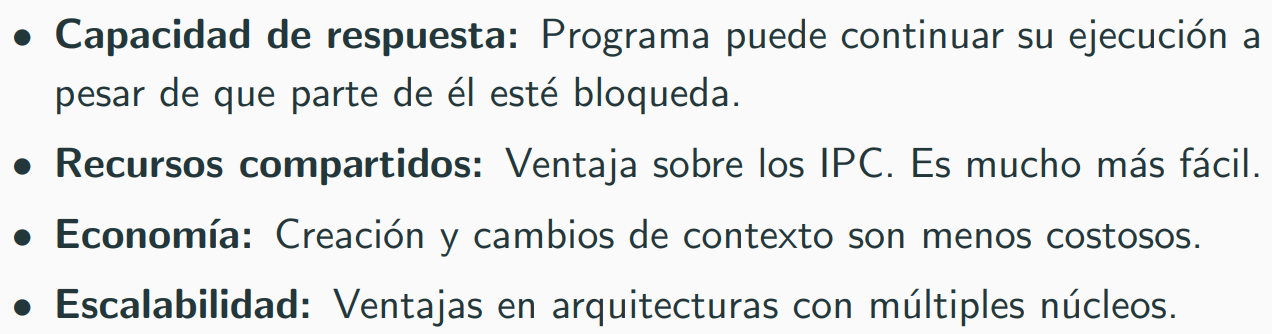 • Capacidad de respuesta: Programa puede continuar su ejecución a
pesar de que parte de él esté bloqueda.
• Recursos compartidos: Ventaja sobre los IPC. Es mucho más fácil.
• Economía: Creación y cambios de contexto son menos costosos.
• Escalabilidad: Ventajas en arquitecturas con múltiples núcleos.